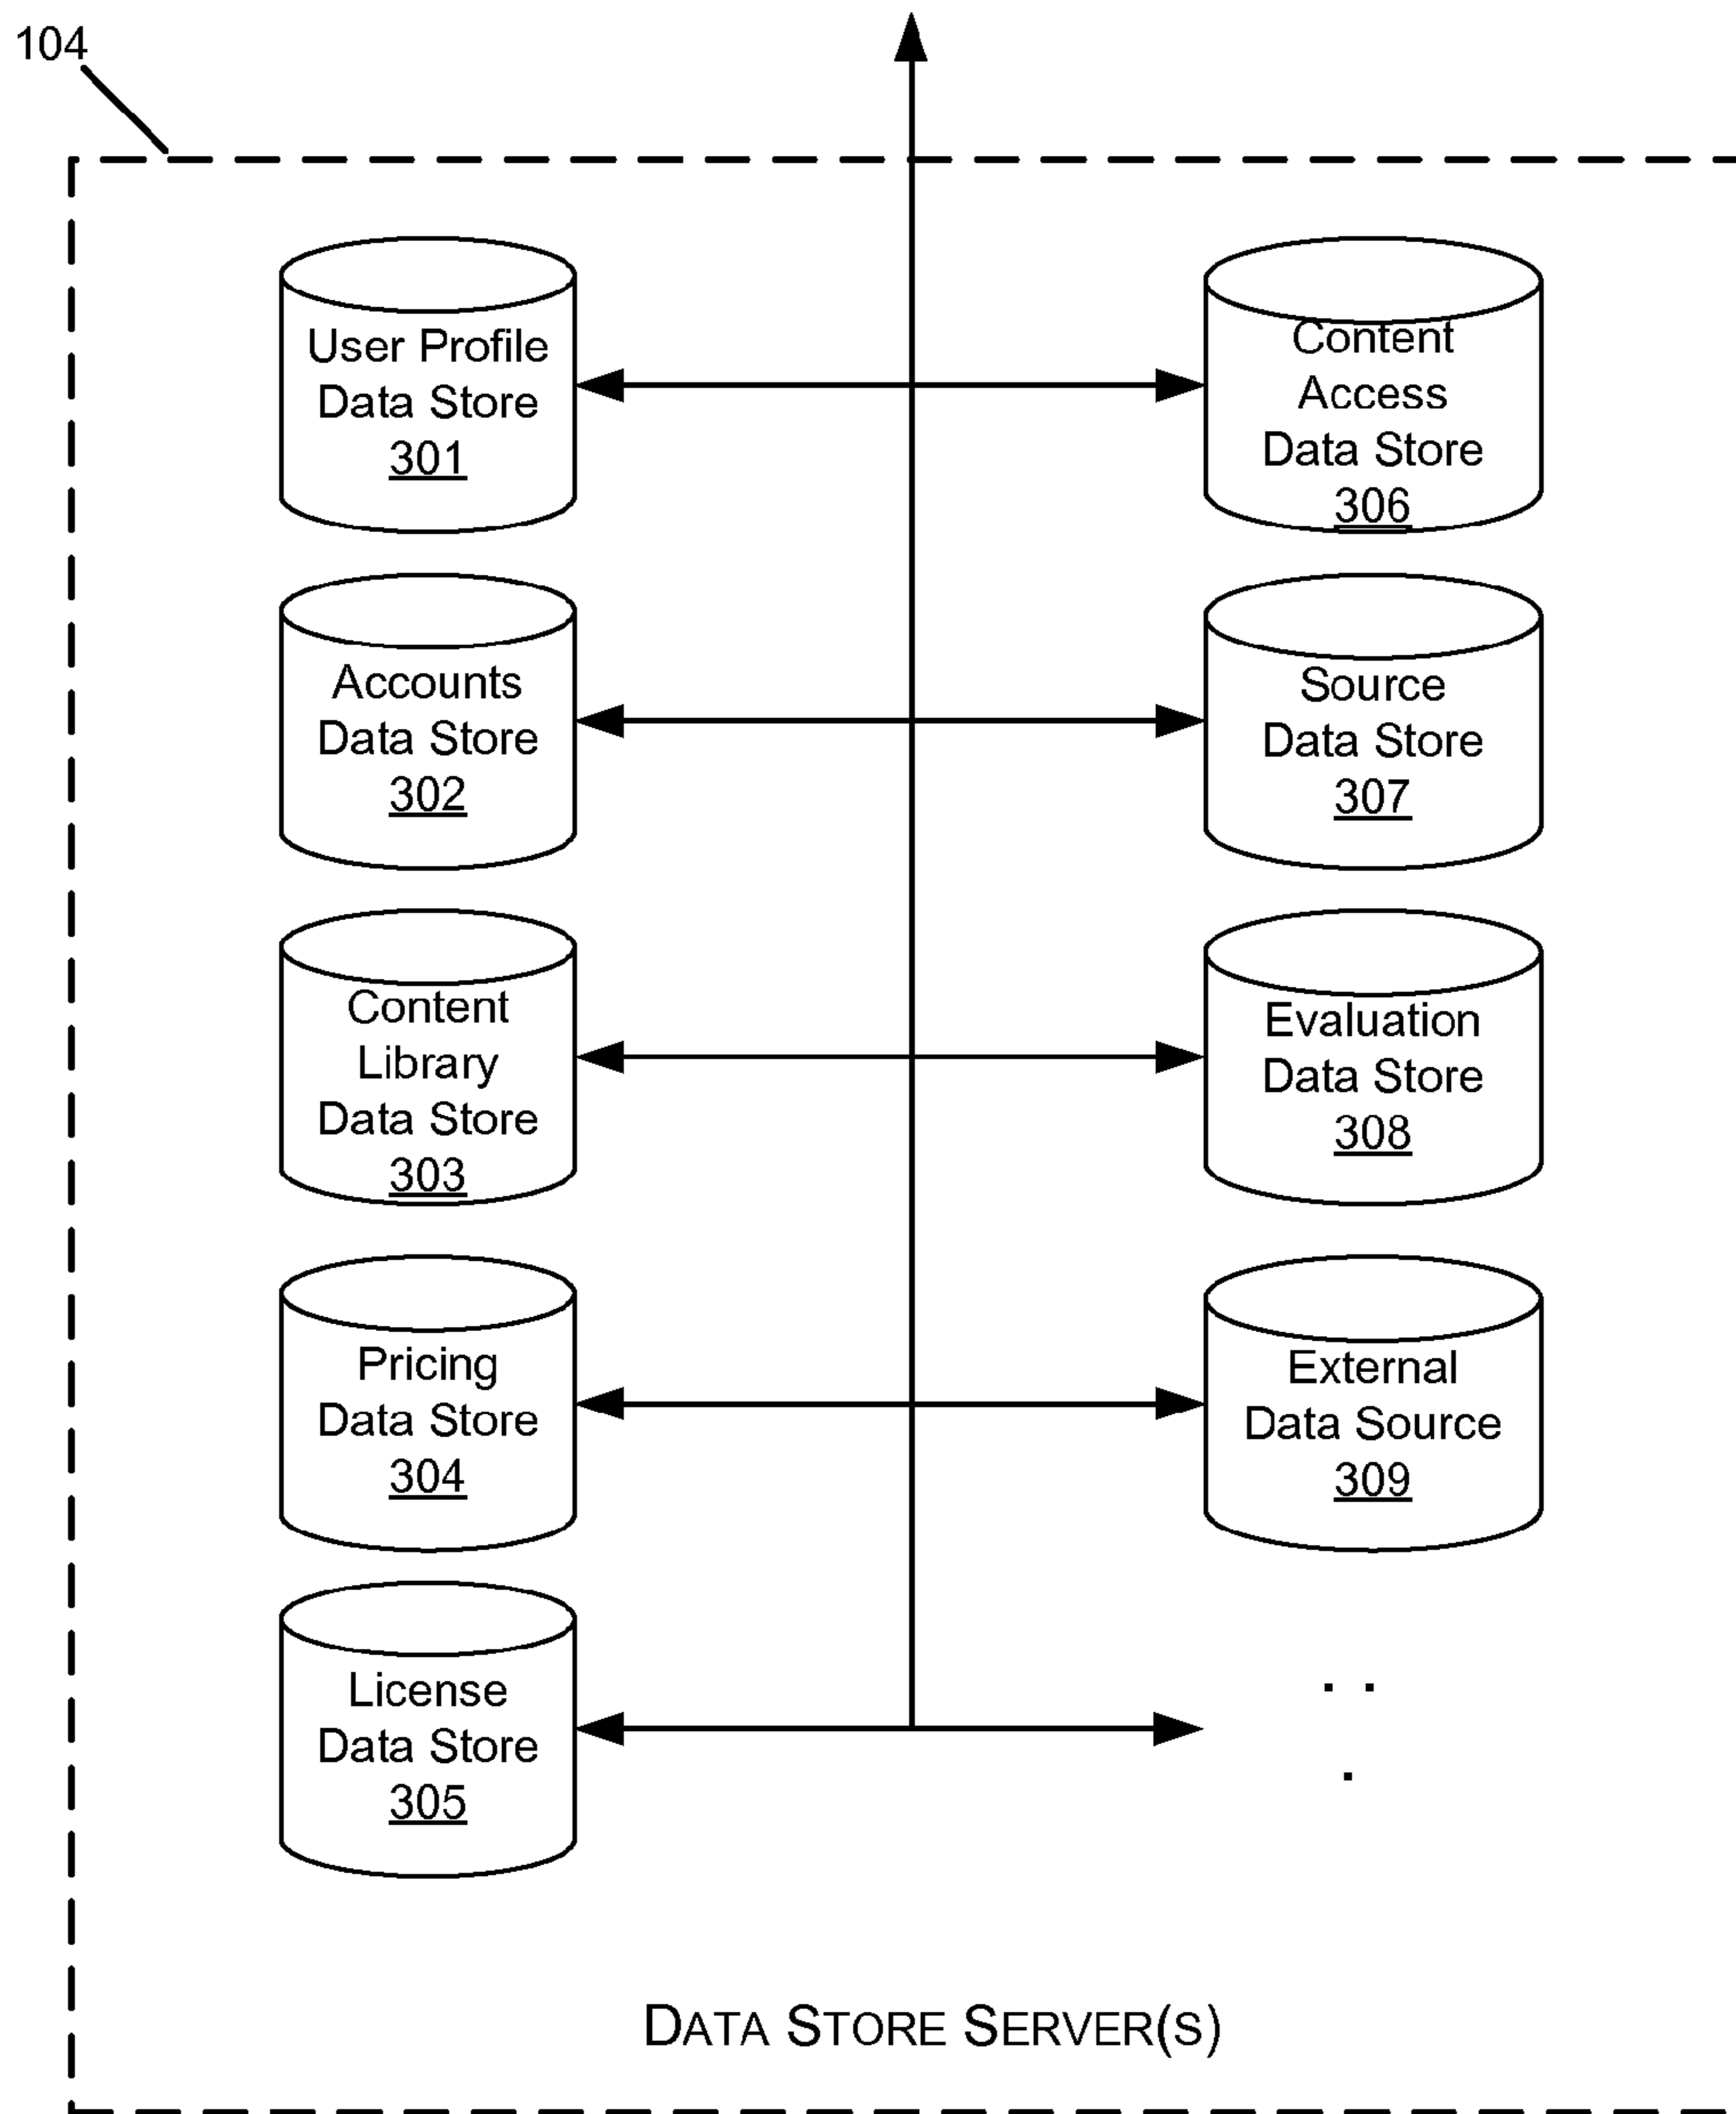 104
User Profile
Data Store
301
Content
Access
Data Store
306
Accounts
Data Store
302
Source
Data Store
307
Content
Library
Data Store
303
Evaluation
Data Store
308
Pricing
Data Store
304
External
Data Source
309
License
Data Store
305
. .
.
DATA STORE SERVER(S)